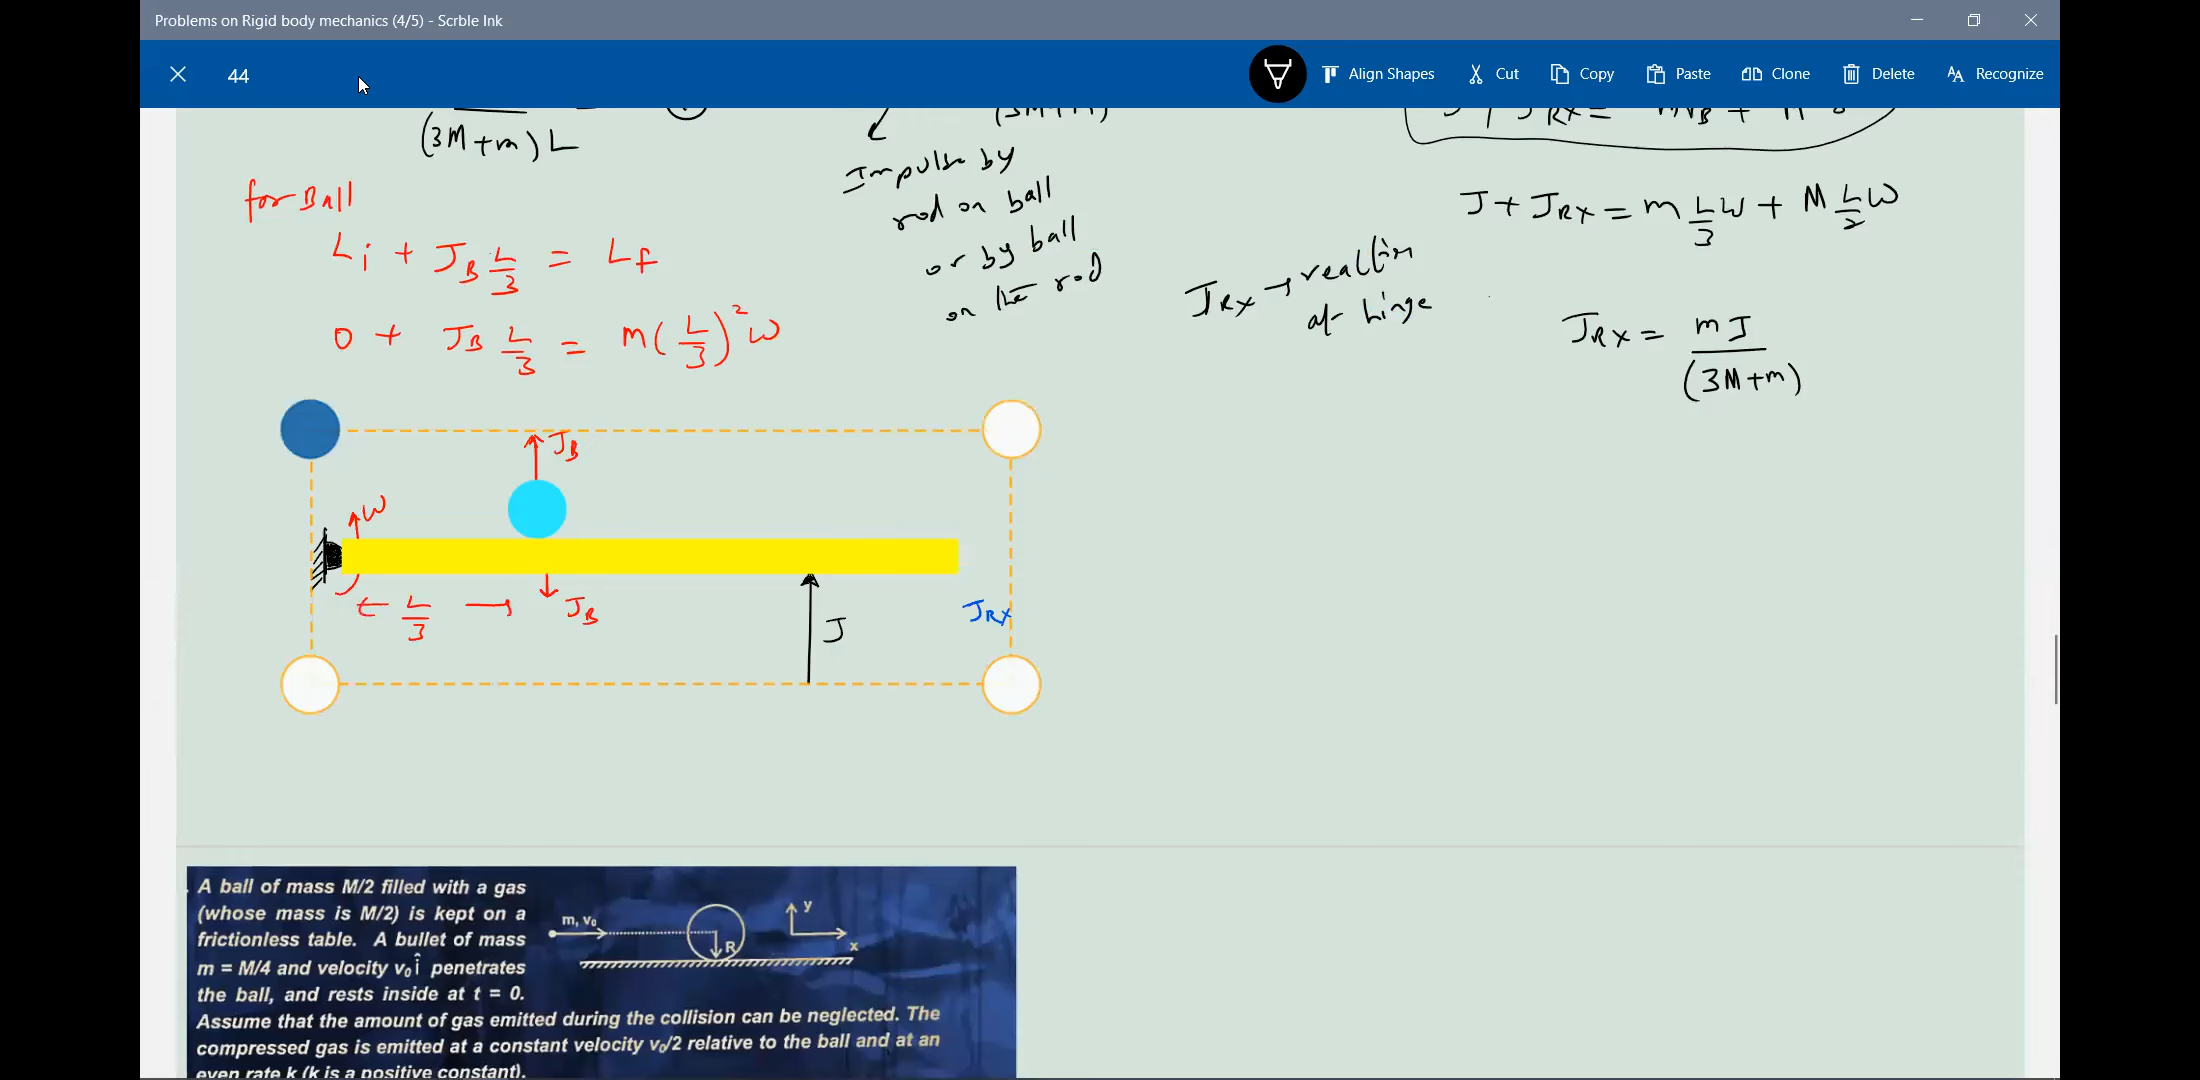 Problems on Rigid body mechanics (4/5) - Scrble Ink
44
Align Shapes
Cut
Copy
Paste
Clone
Delete
Recognize
(3M+m) L
for Ball
Li + JB L/3 = Lf
0 + JB L/3 = m(L/3)²ω
Impulse by
rod on ball
or by ball
on the rod
J + JRX = m L/3 ω + M L/2 ω
JRX → reaction
at hinge
JRX = mJ/(3M+m)
JB
ω
← L/3 →
JB
J
JRX
A ball of mass M/2 filled with a gas
(whose mass is M/2) is kept on a
frictionless table. A bullet of mass
m = M/4 and velocity v₀î penetrates
the ball, and rests inside at t = 0.
m, v₀
R
y
x
Assume that the amount of gas emitted during the collision can be neglected. The
compressed gas is emitted at a constant velocity v₀/2 relative to the ball and at an
even rate k (k is a positive constant).